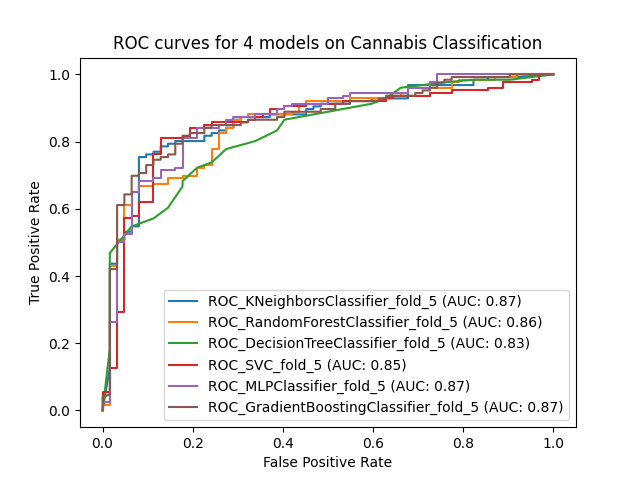 ROC curves for 4 models on Cannabis Classification
1.0
0.8
0.6
0.4
0.2
0.0
True Positive Rate
ROC_KNeighborsClassifier_fold_5 (AUC: 0.87)
ROC_RandomForestClassifier_fold_5 (AUC: 0.86)
ROC_DecisionTreeClassifier_fold_5 (AUC: 0.83)
ROC_SVC_fold_5 (AUC: 0.85)
ROC_MLPClassifier_fold_5 (AUC: 0.87)
ROC_GradientBoostingClassifier_fold_5 (AUC: 0.87)
0.0 0.2 0.4 0.6 0.8 1.0
False Positive Rate